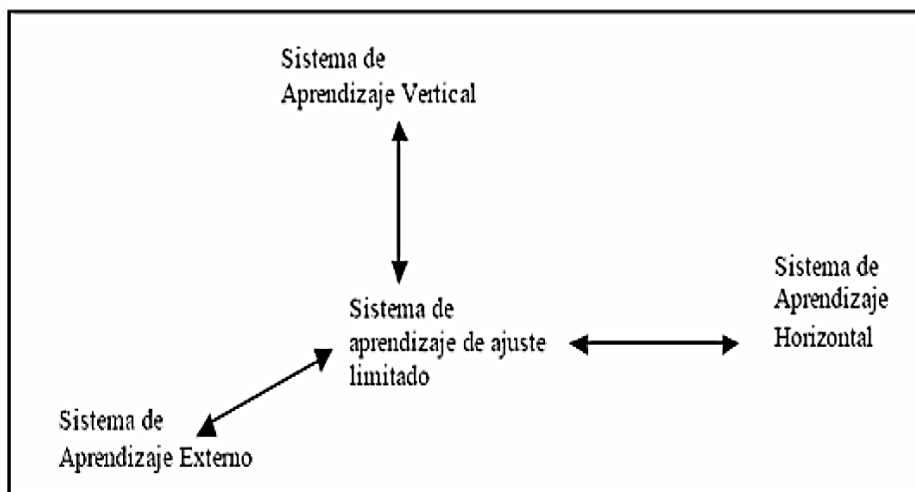 Sistema de
Aprendizaje Vertical
Sistema de
aprendizaje de ajuste
limitado
Sistema de
Aprendizaje
Horizontal
Sistema de
Aprendizaje Externo